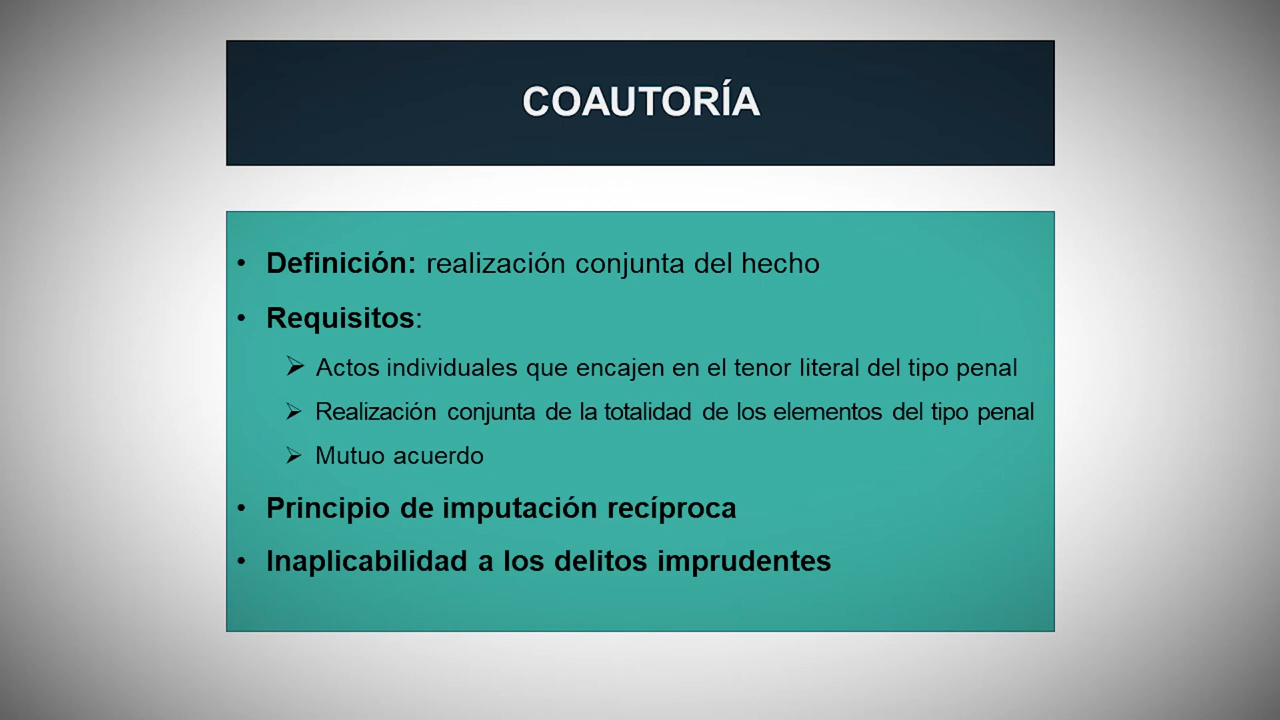 COAUTORÍA
• Definición: realización conjunta del hecho
• Requisitos:
➢ Actos individuales que encajen en el tenor literal del tipo penal
➢ Realización conjunta de la totalidad de los elementos del tipo penal
➢ Mutuo acuerdo
• Principio de imputación recíproca
• Inaplicabilidad a los delitos imprudentes